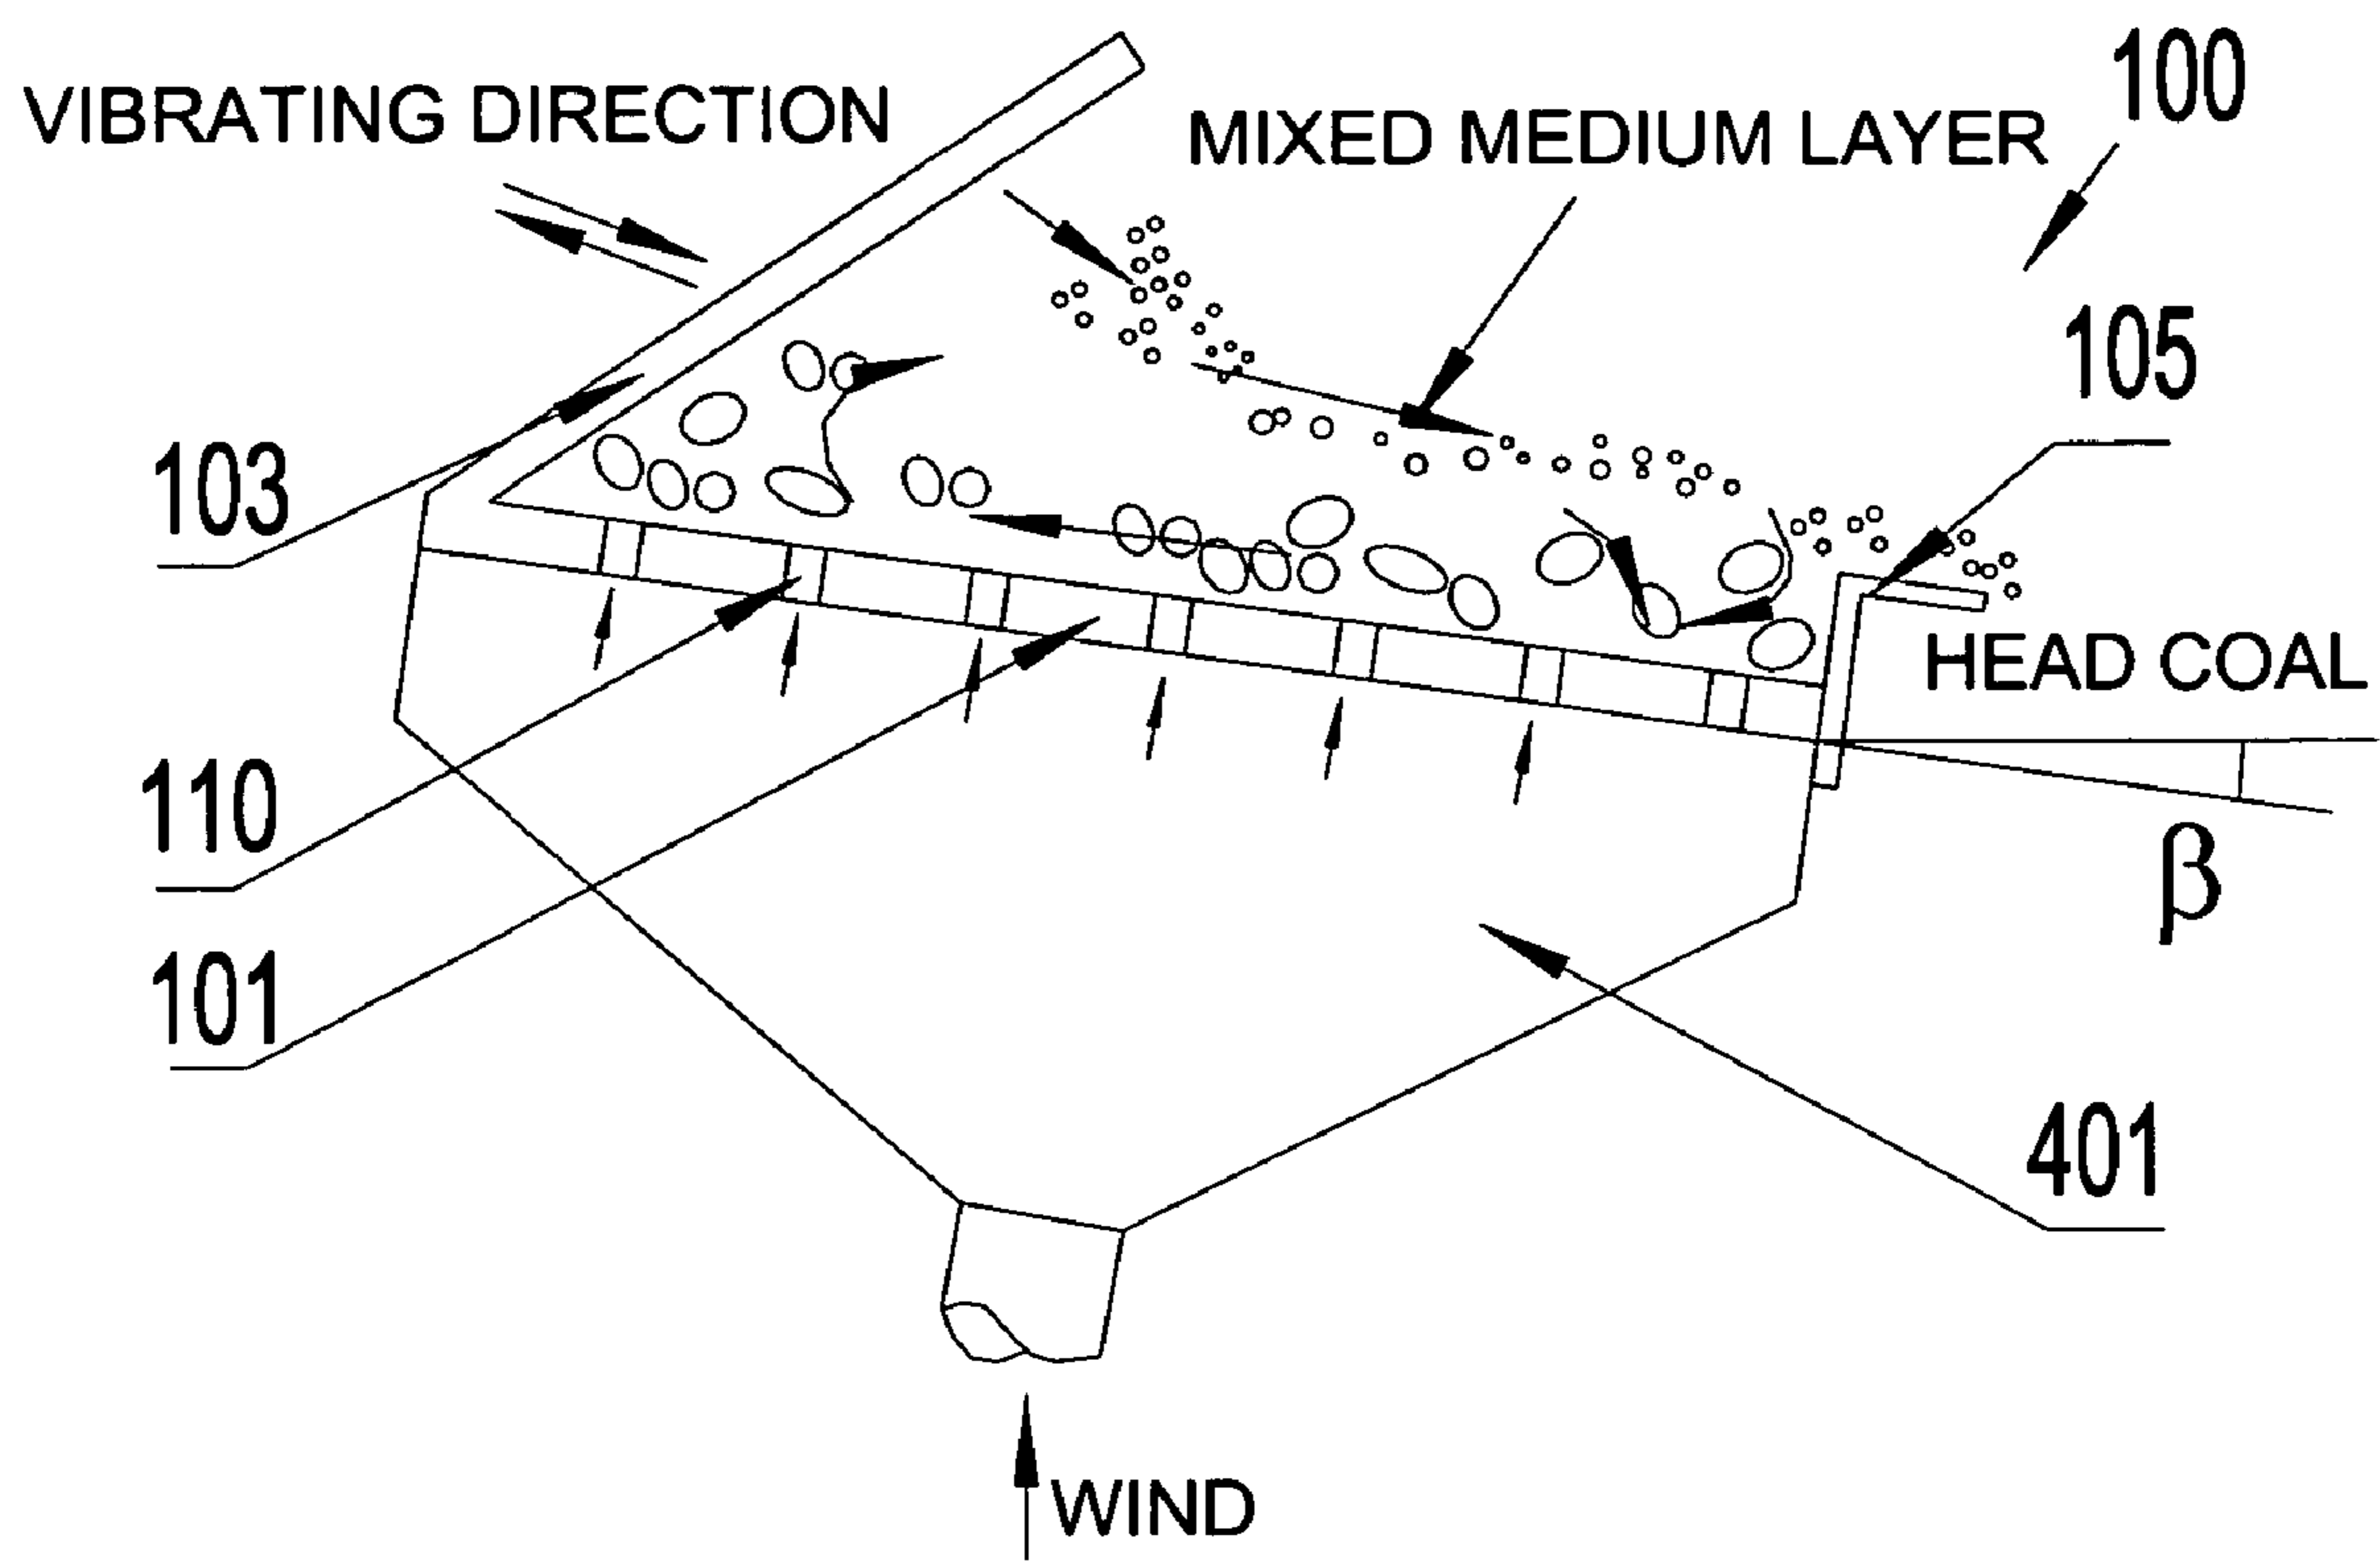 100
VIBRATING DIRECTION
MIXED MEDIUM LAYER
105
103
HEAD COAL
110
β
101
401
WIND